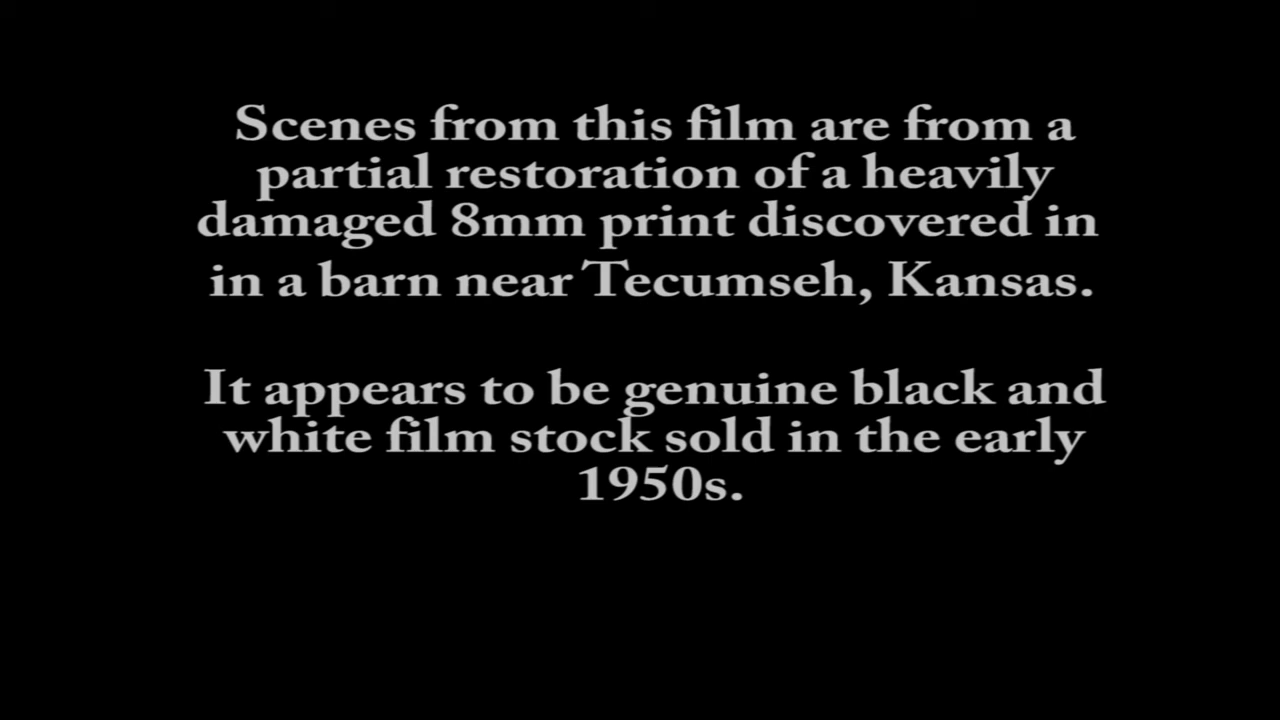 Scenes from this film are from a
partial restoration of a heavily
damaged 8mm print discovered in
in a barn near Tecumseh, Kansas.
It appears to be genuine black and
white film stock sold in the early
1950s.